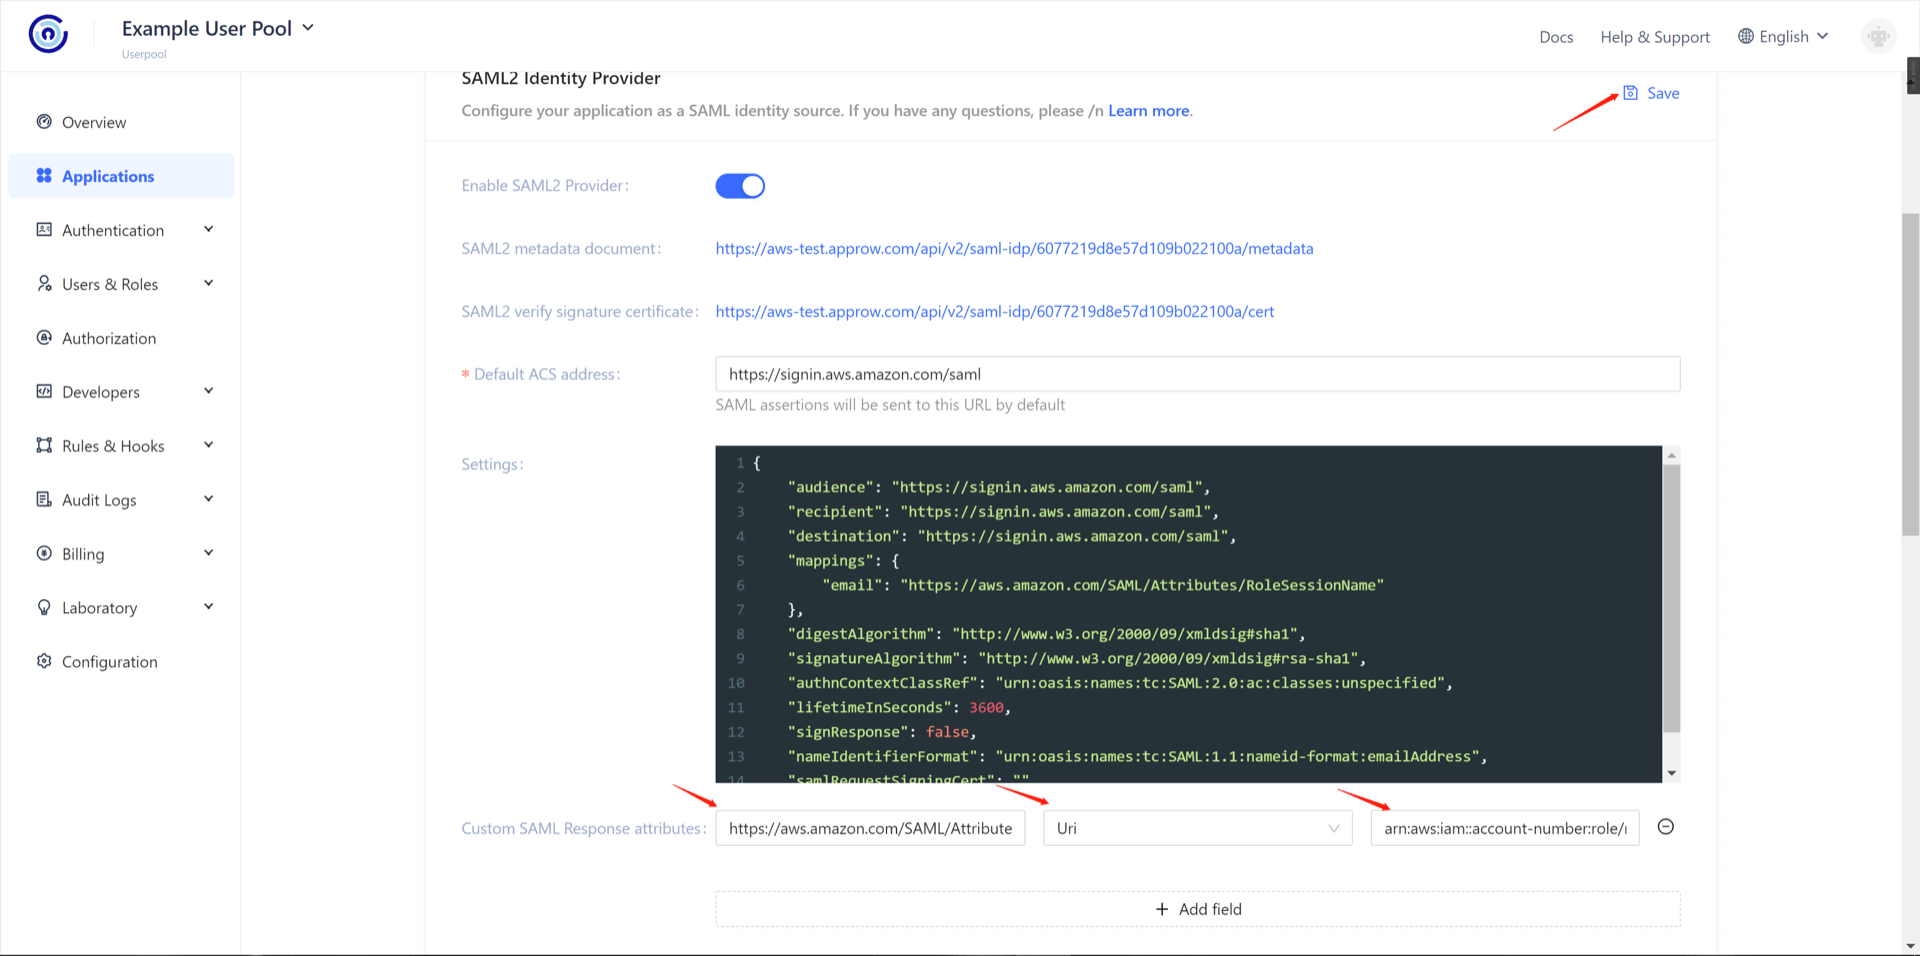 Example User Pool
Userpool
Docs
Help & Support
English
Overview
Applications
Authentication
Users & Roles
Authorization
Developers
Rules & Hooks
Audit Logs
Billing
Laboratory
Configuration
SAML2 Identity Provider
Save
Configure your application as a SAML identity source. If you have any questions, please /n Learn more.
Enable SAML2 Provider:
SAML2 metadata document: https://aws-test.approw.com/api/v2/saml-idp/6077219d8e57d109b022100a/metadata
SAML2 verify signature certificate: https://aws-test.approw.com/api/v2/saml-idp/6077219d8e57d109b022100a/cert
* Default ACS address: https://signin.aws.amazon.com/saml
SAML assertions will be sent to this URL by default
Settings:
1 {
2 "audience": "https://signin.aws.amazon.com/saml",
3 "recipient": "https://signin.aws.amazon.com/saml",
4 "destination": "https://signin.aws.amazon.com/saml",
5 "mappings": {
6 "email": "https://aws.amazon.com/SAML/Attributes/RoleSessionName"
7 },
8 "digestAlgorithm": "http://www.w3.org/2000/09/xmldsig#sha1",
9 "signatureAlgorithm": "http://www.w3.org/2000/09/xmldsig#rsa-sha1",
10 "authnContextClassRef": "urn:oasis:names:tc:SAML:2.0:ac:classes:unspecified",
11 "lifetimeInSeconds": 3600,
12 "signResponse": false,
13 "nameIdentifierFormat": "urn:oasis:names:tc:SAML:1.1:nameid-format:emailAddress",
14 "samlRequestSigningCert": ""
Custom SAML Response attributes: https://aws.amazon.com/SAML/Attribute Uri arn:aws:iam::account-number:role/
+ Add field